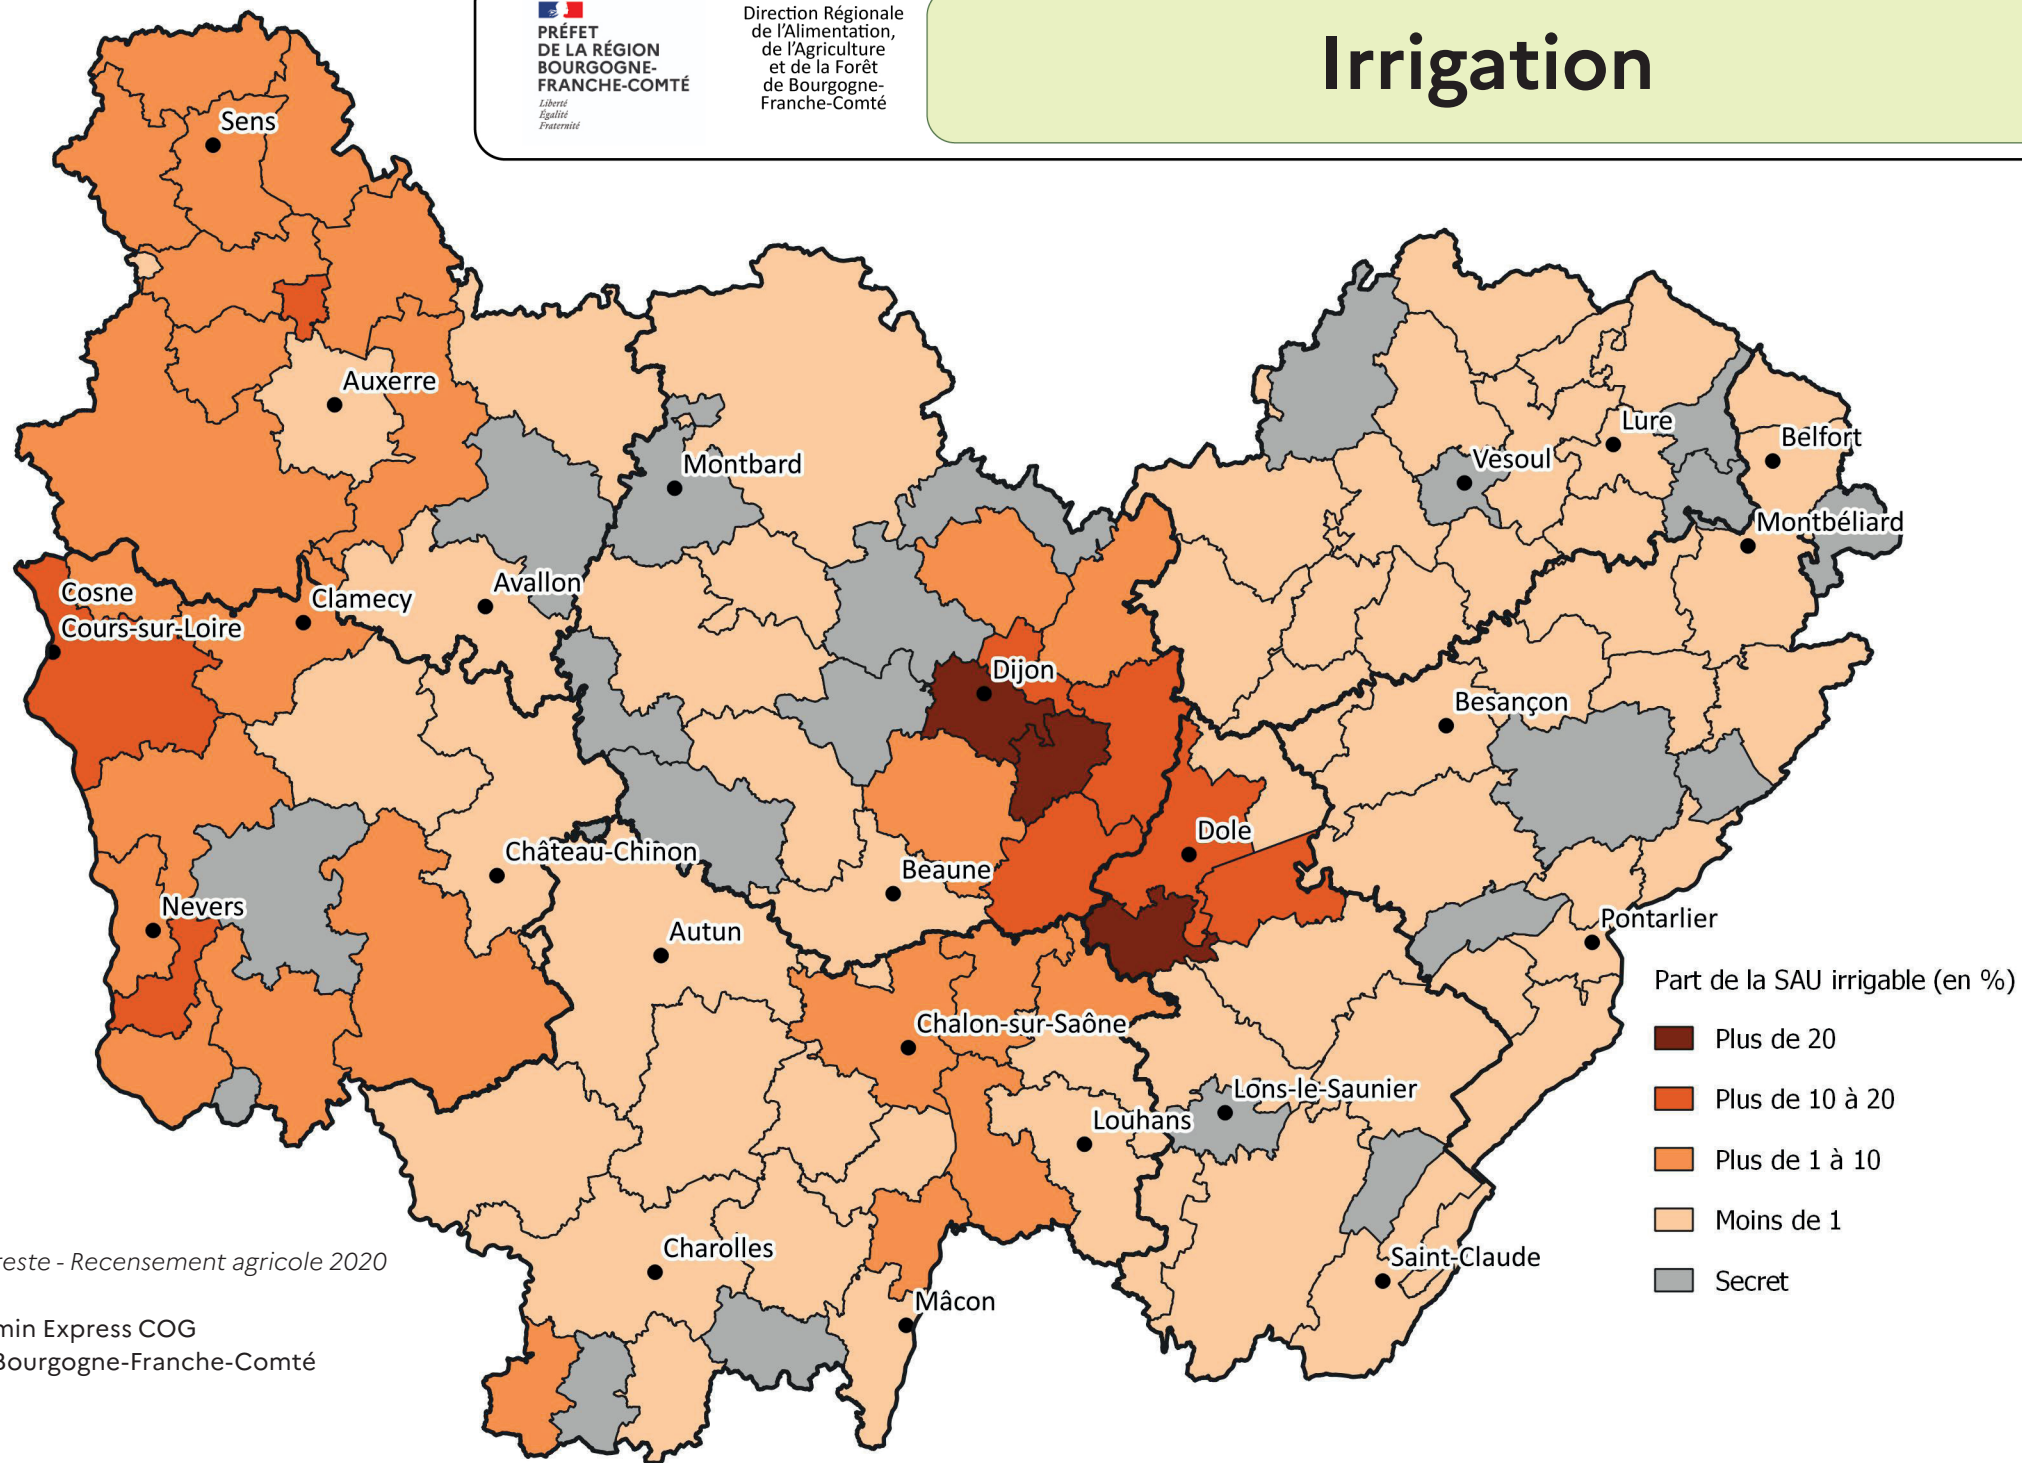 PRÉFET
DE LA RÉGION
BOURGOGNE-
FRANCHE-COMTÉ
Liberté
Égalité
Fraternité
Direction Régionale
de l'Alimentation,
de l'Agriculture
et de la Forêt
de Bourgogne-
Franche-Comté
Irrigation
Sens
Auxerre
Montbard
Lure
Belfort
Vesoul
Montbéliard
Avallon
Clamecy
Cosne
Cours-sur-Loire
Dijon
Besançon
Dole
Château-Chinon
Beaune
Nevers
Autun
Pontarlier
Chalon-sur-Saône
Lons-le-Saunier
Louhans
Charolles
Saint-Claude
Mâcon
Part de la SAU irrigable (en %)
Plus de 20
Plus de 10 à 20
Plus de 1 à 10
Moins de 1
Secret
reste - Recensement agricole 2020
min Express COG
Bourgogne-Franche-Comté